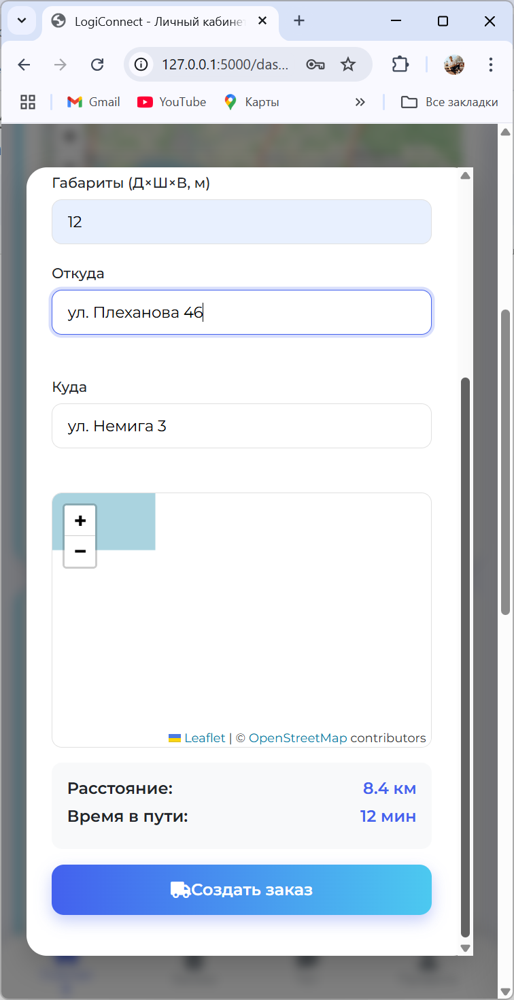 LogiConnect - Личный кабинет
127.0.0.1:5000/das...
Gmail
YouTube
Карты
Все закладки
Габариты (Д×Ш×В, м)
12
Откуда
ул. Плеханова 46
Куда
ул. Немига 3
+
−
Leaflet | © OpenStreetMap contributors
Расстояние: 8.4 км
Время в пути: 12 мин
Создать заказ